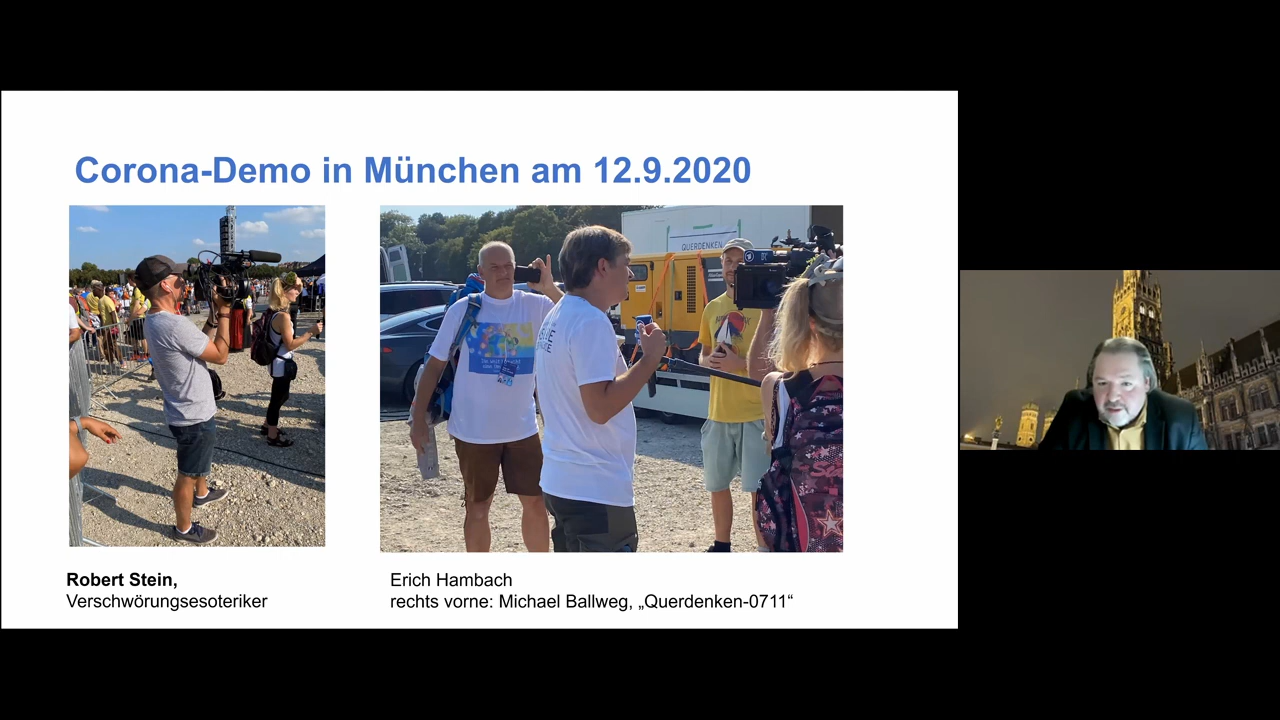 Corona-Demo in München am 12.9.2020
QUERDENKEN
Robert Stein,
Verschwörungsesoteriker
Erich Hambach
rechts vorne: Michael Ballweg, „Querdenken-0711“